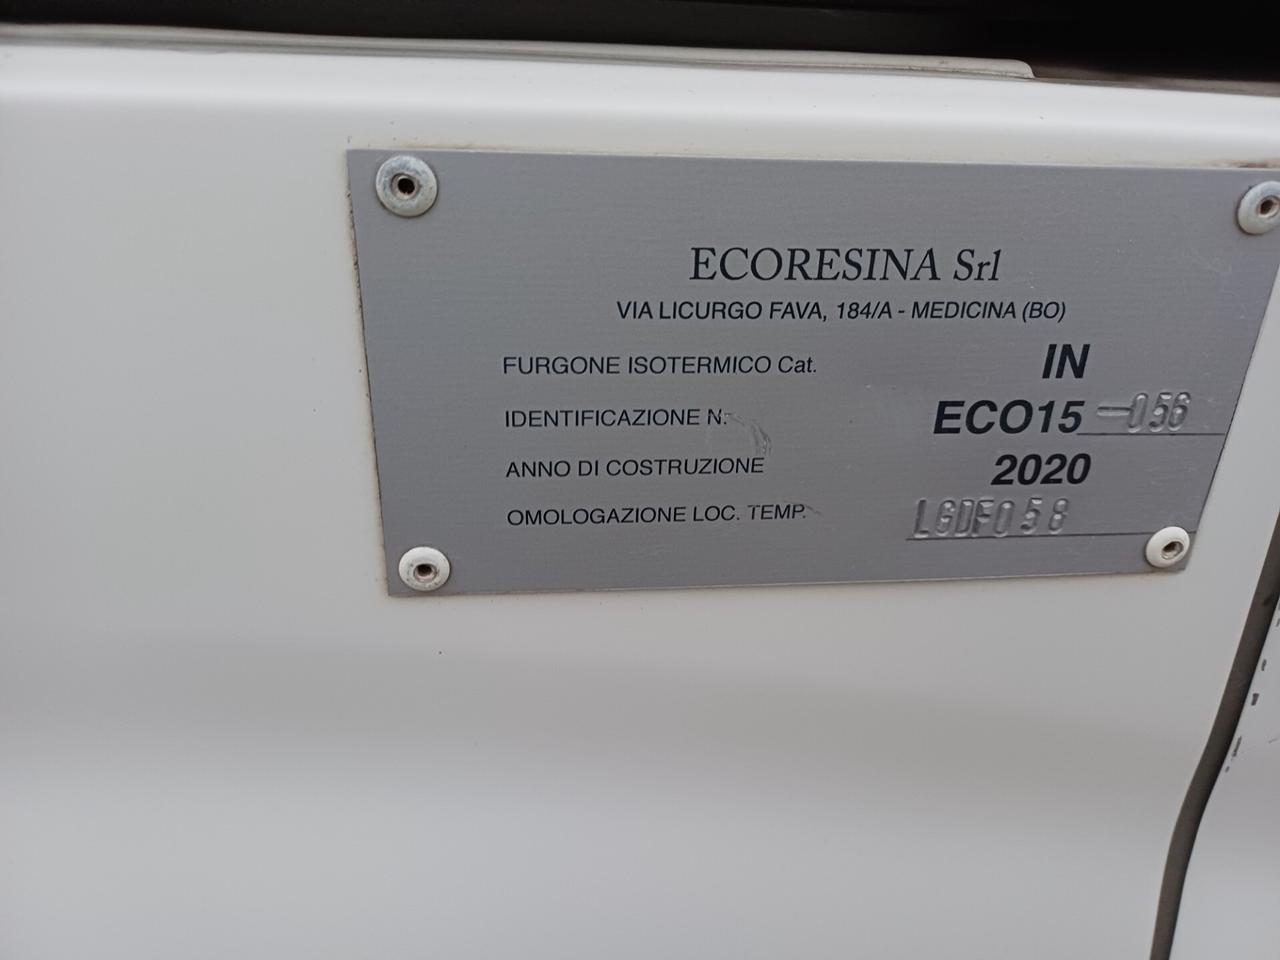 ECORESINA Srl
VIA LICURGO FAVA, 184/A - MEDICINA (BO)
FURGONE ISOTERMICO Cat. IN
IDENTIFICAZIONE N. ECO15-056
ANNO DI COSTRUZIONE 2020
OMOLOGAZIONE LOC. TEMP. LGDF058